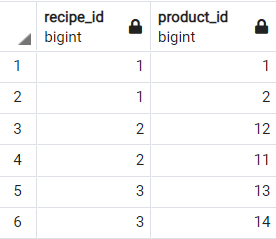 recipe_id product_id
bigint bigint
1 1 1
2 1 2
3 2 12
4 2 11
5 3 13
6 3 14